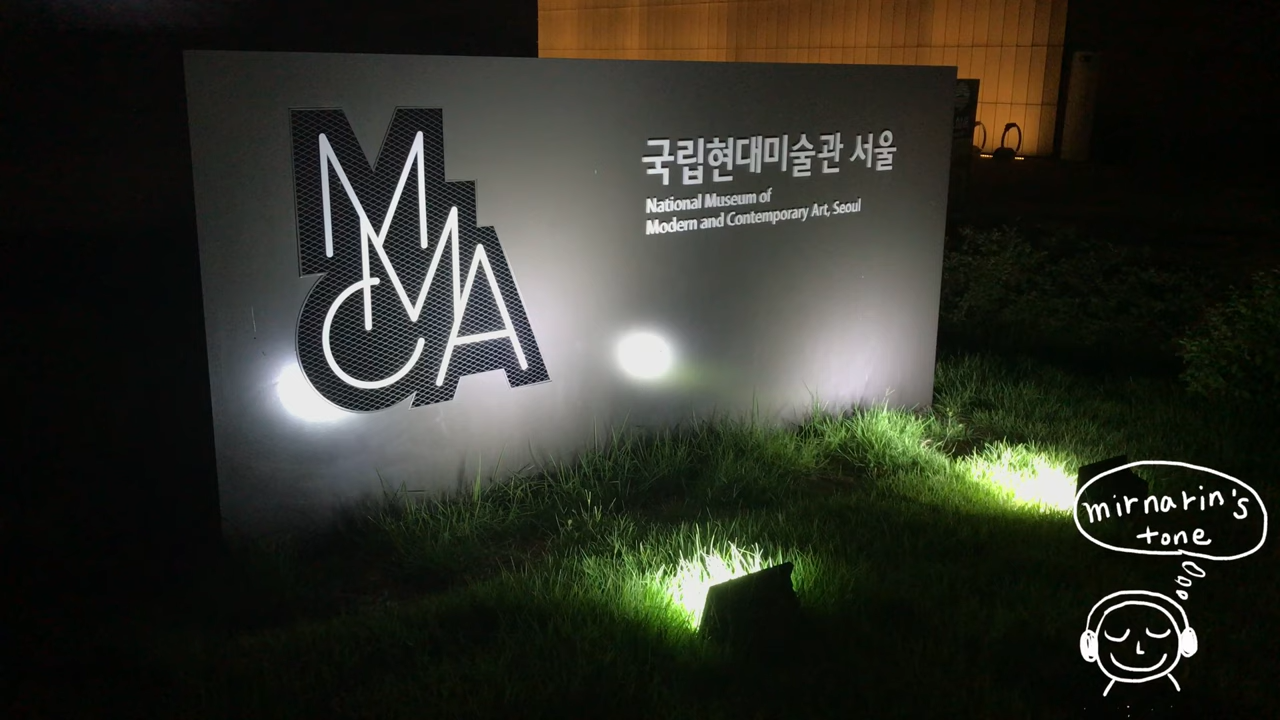 MMCA
국립현대미술관 서울
National Museum of
Modern and Contemporary Art, Seoul
mirnarin's
tone